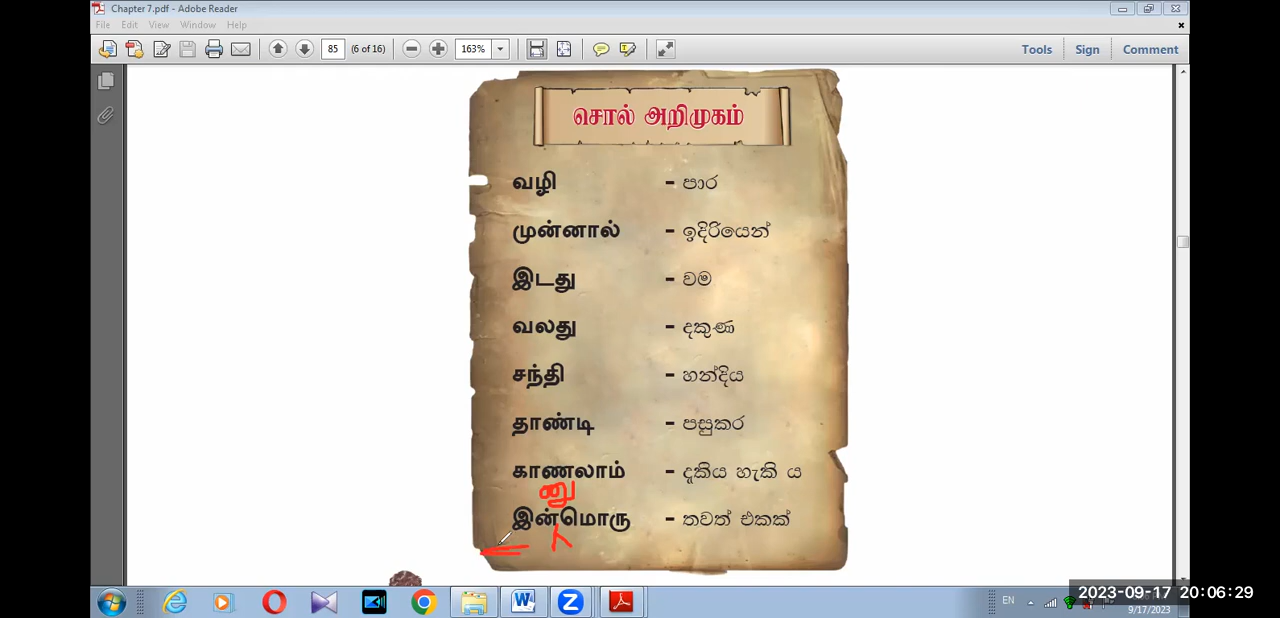 Chapter 7.pdf - Adobe Reader
File Edit View Window Help
85 (6 of 16) 163% Tools Sign Comment
சொல் அறிமுகம்
வழி - පාර
முன்னால் - ඉදිරියෙන්
இடது - වම
வலது - දකුණ
சந்தி - හන්දිය
தாண்டி - පසුකර
காணலாம் - දැකිය හැකි ය
னு
இன்மொரு - තවත් එකක්
EN
2023-09-17 20:06:29
9/17/2023